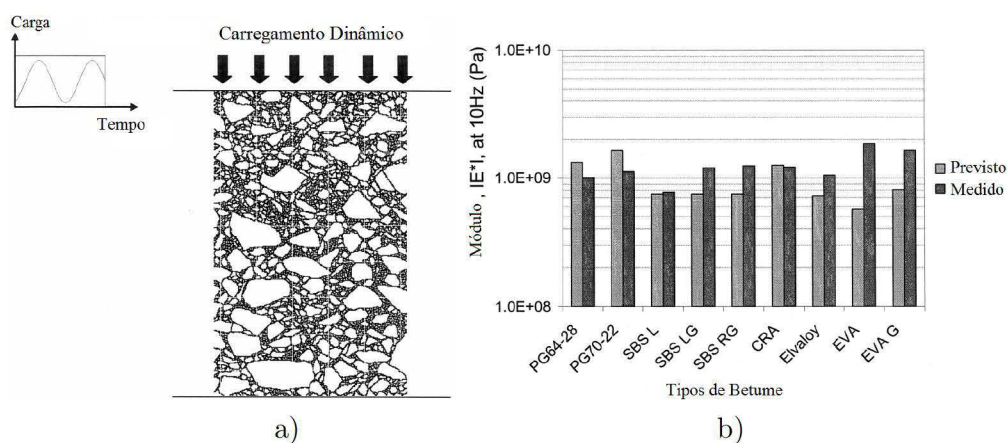 Carga
Tempo
Carregamento Dinâmico
a)
Módulo , IE*I, at 10Hz (Pa)
1.0E+10
1.0E+09
1.0E+08
PG64-28
PG70-22
SBS L
SBS LG
SBS RG
CRA
Elvaloy
EVA
EVA G
Tipos de Betume
Previsto
Medido
b)